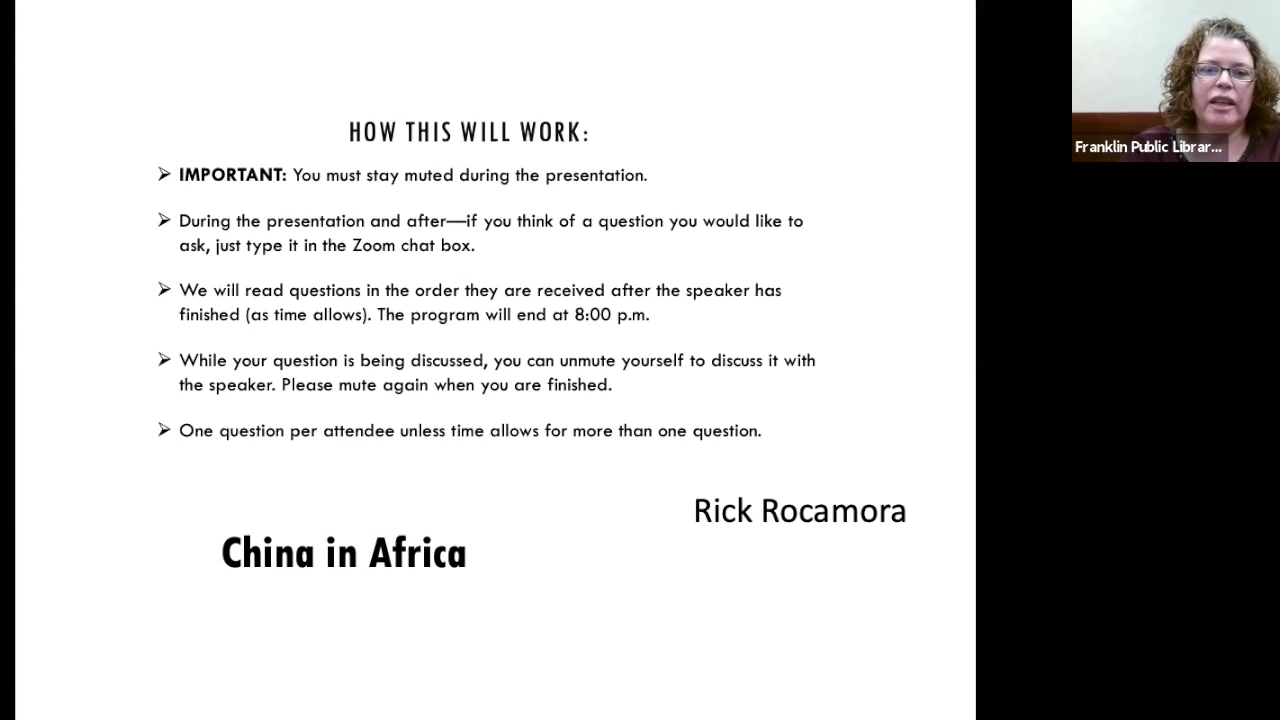 HOW THIS WILL WORK:
➢ IMPORTANT: You must stay muted during the presentation.
➢ During the presentation and after—if you think of a question you would like to
ask, just type it in the Zoom chat box.
➢ We will read questions in the order they are received after the speaker has
finished (as time allows). The program will end at 8:00 p.m.
➢ While your question is being discussed, you can unmute yourself to discuss it with
the speaker. Please mute again when you are finished.
➢ One question per attendee unless time allows for more than one question.
Rick Rocamora
China in Africa
Franklin Public Librar...